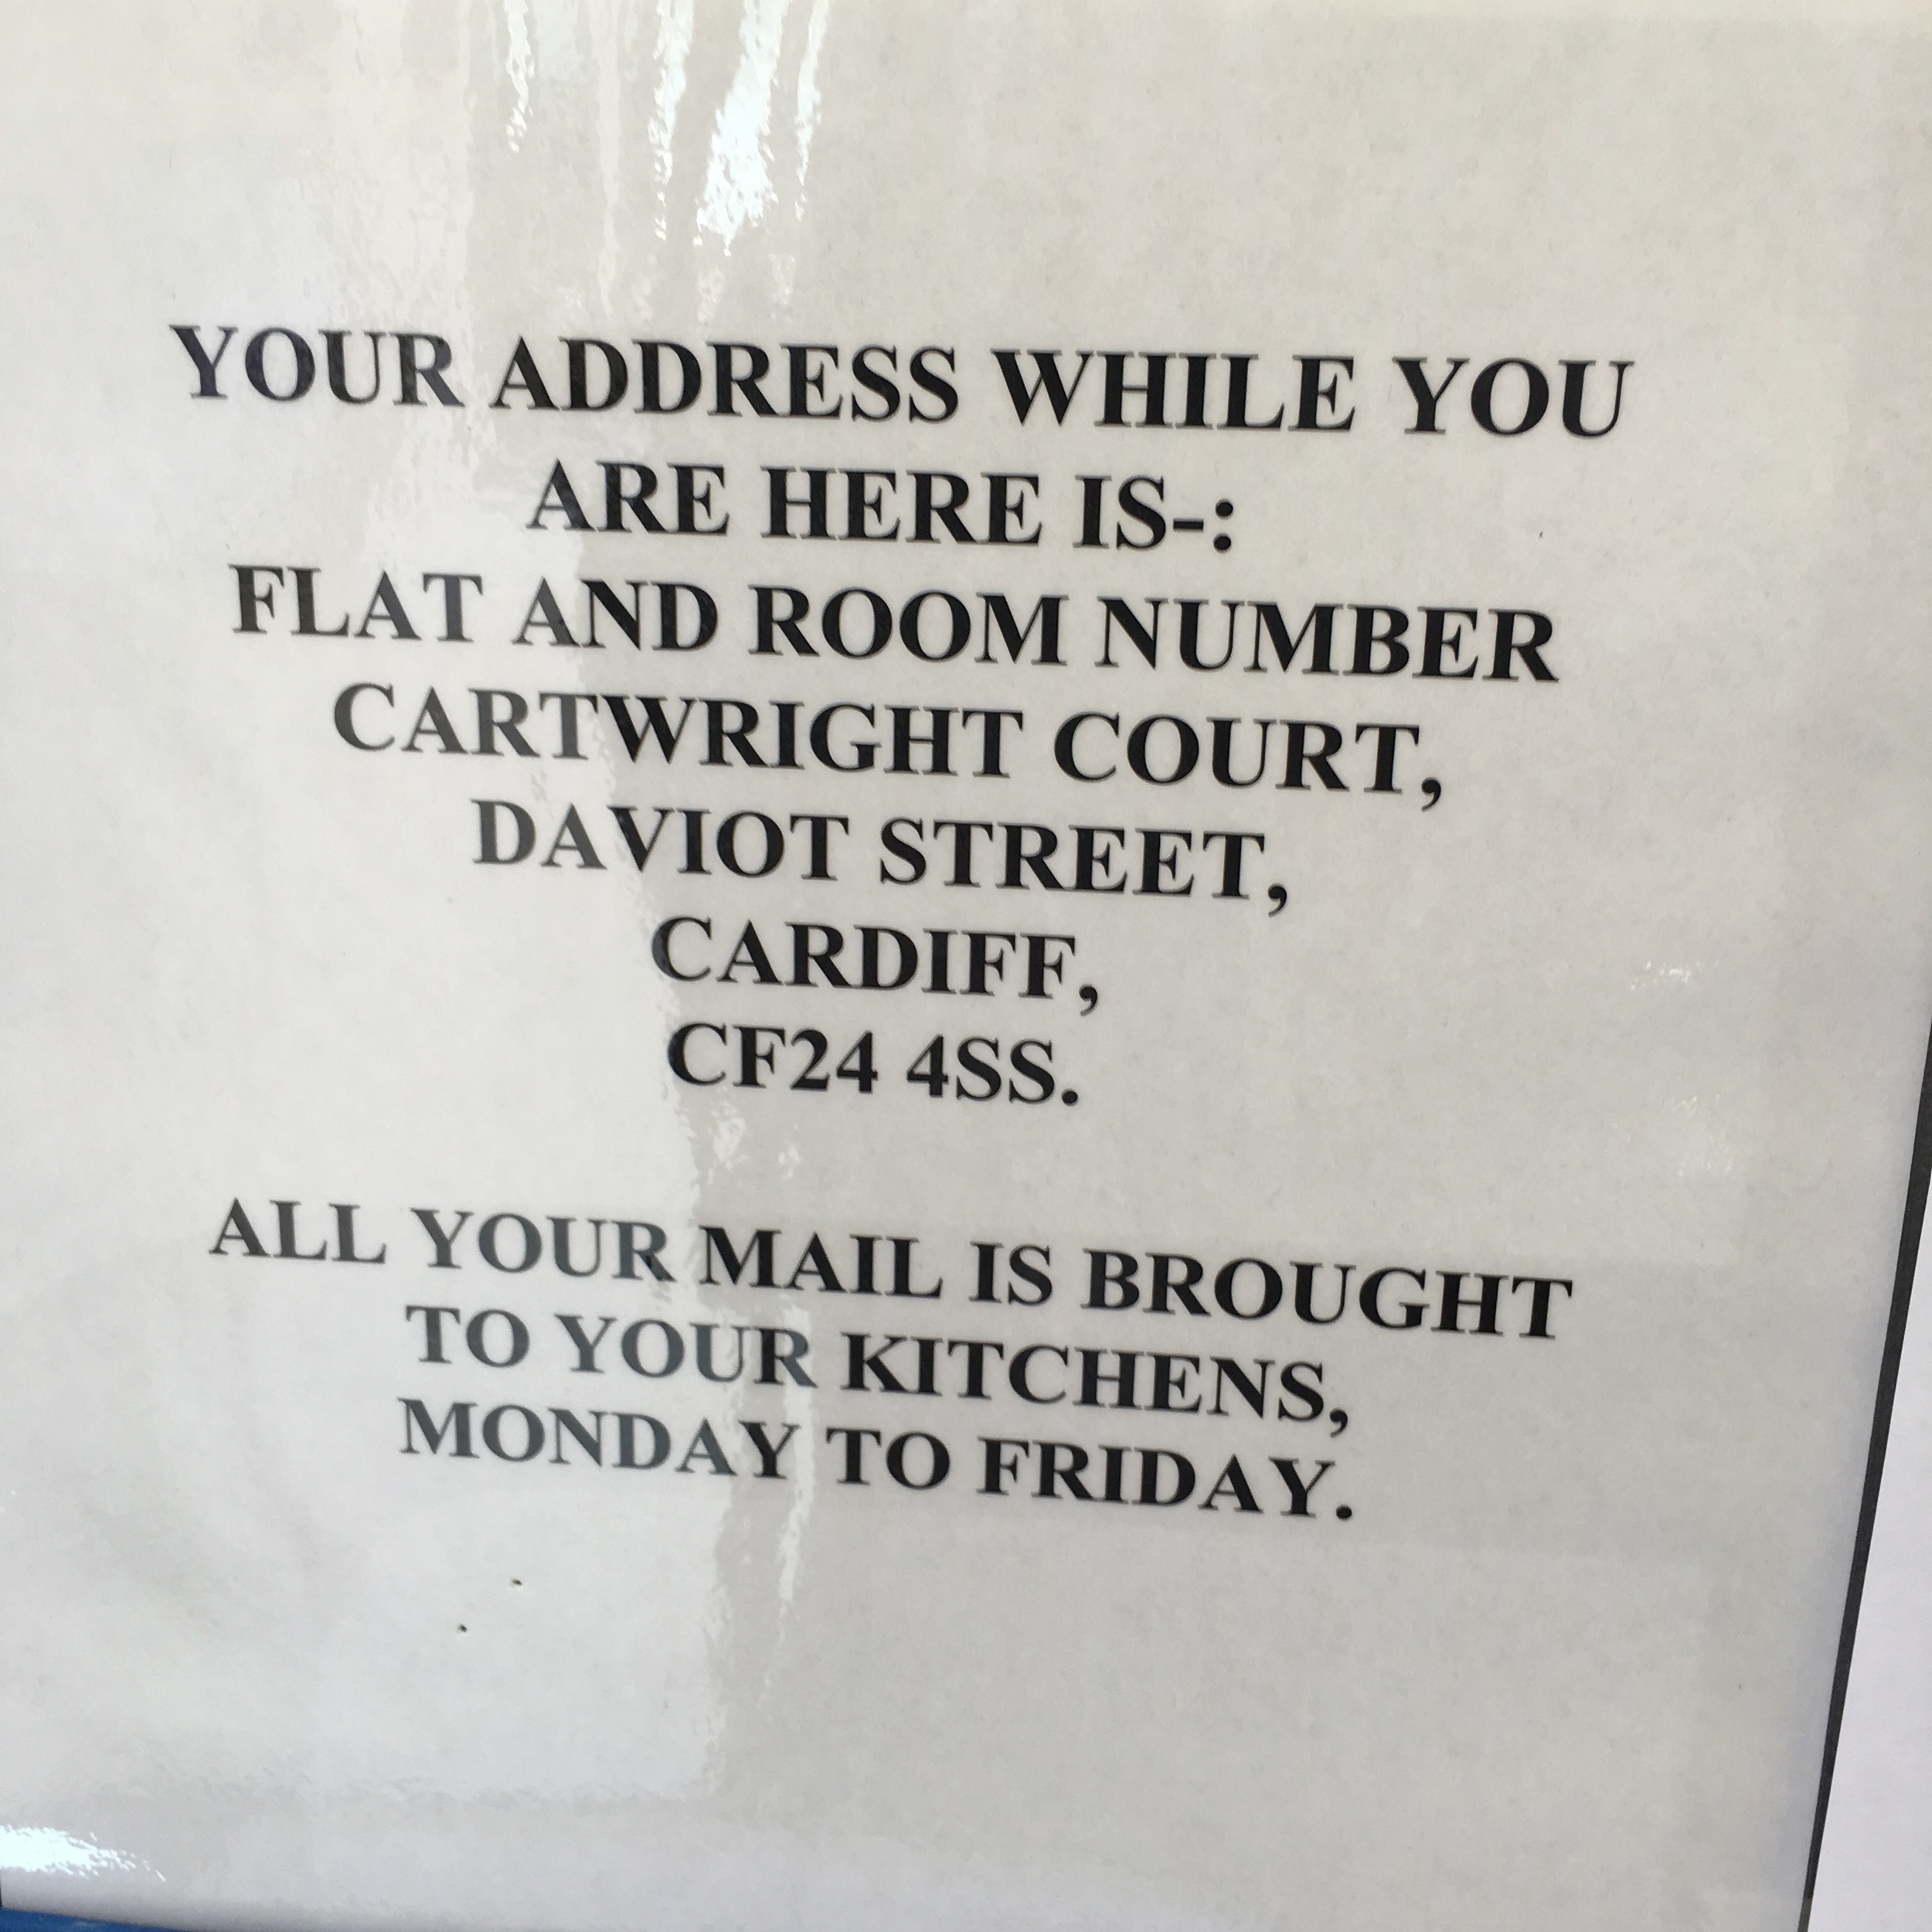 YOUR ADDRESS WHILE YOU
ARE HERE IS-:
FLAT AND ROOM NUMBER
CARTWRIGHT COURT,
DAVIOT STREET,
CARDIFF,
CF24 4SS.
ALL YOUR MAIL IS BROUGHT
TO YOUR KITCHENS,
MONDAY TO FRIDAY.